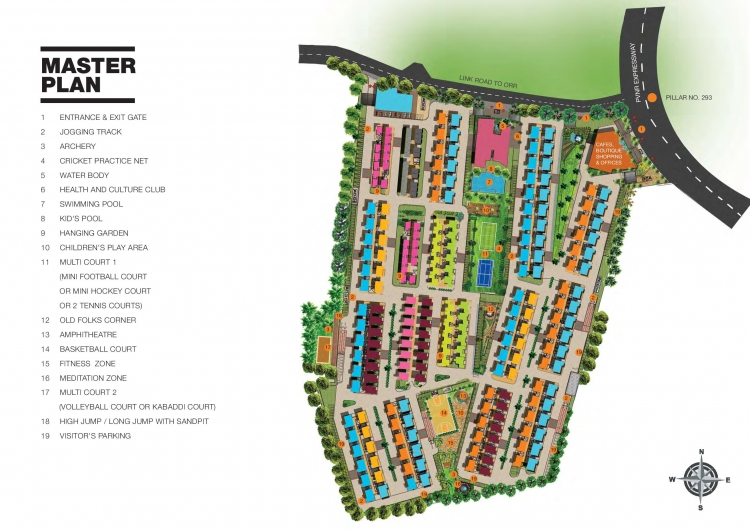 MASTER
PLAN
1 ENTRANCE & EXIT GATE
2 JOGGING TRACK
3 ARCHERY
4 CRICKET PRACTICE NET
5 WATER BODY
6 HEALTH AND CULTURE CLUB
7 SWIMMING POOL
8 KID'S POOL
9 HANGING GARDEN
10 CHILDREN'S PLAY AREA
11 MULTI COURT 1
(MINI FOOTBALL COURT
OR MINI HOCKEY COURT
OR 2 TENNIS COURTS)
12 OLD FOLKS CORNER
13 AMPHITHEATRE
14 BASKETBALL COURT
15 FITNESS ZONE
16 MEDITATION ZONE
17 MULTI COURT 2
(VOLLEYBALL COURT OR KABADDI COURT)
18 HIGH JUMP / LONG JUMP WITH SANDPIT
19 VISITOR'S PARKING
LINK ROAD TO ORR
PVNR EXPRESSWAY
PILLAR NO. 293
CAFES,
BOUTIQUE
SHOPPING
& OFFICES
N
W E
S